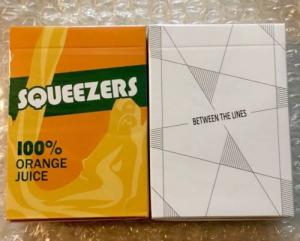 SQUEEZERS
100%
ORANGE
JUICE
BETWEEN THE LINES